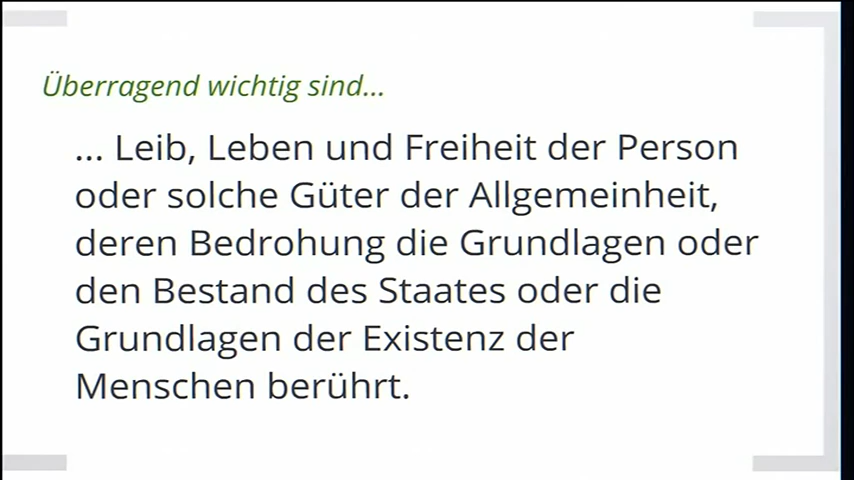 Überragend wichtig sind...
... Leib, Leben und Freiheit der Person
oder solche Güter der Allgemeinheit,
deren Bedrohung die Grundlagen oder
den Bestand des Staates oder die
Grundlagen der Existenz der
Menschen berührt.